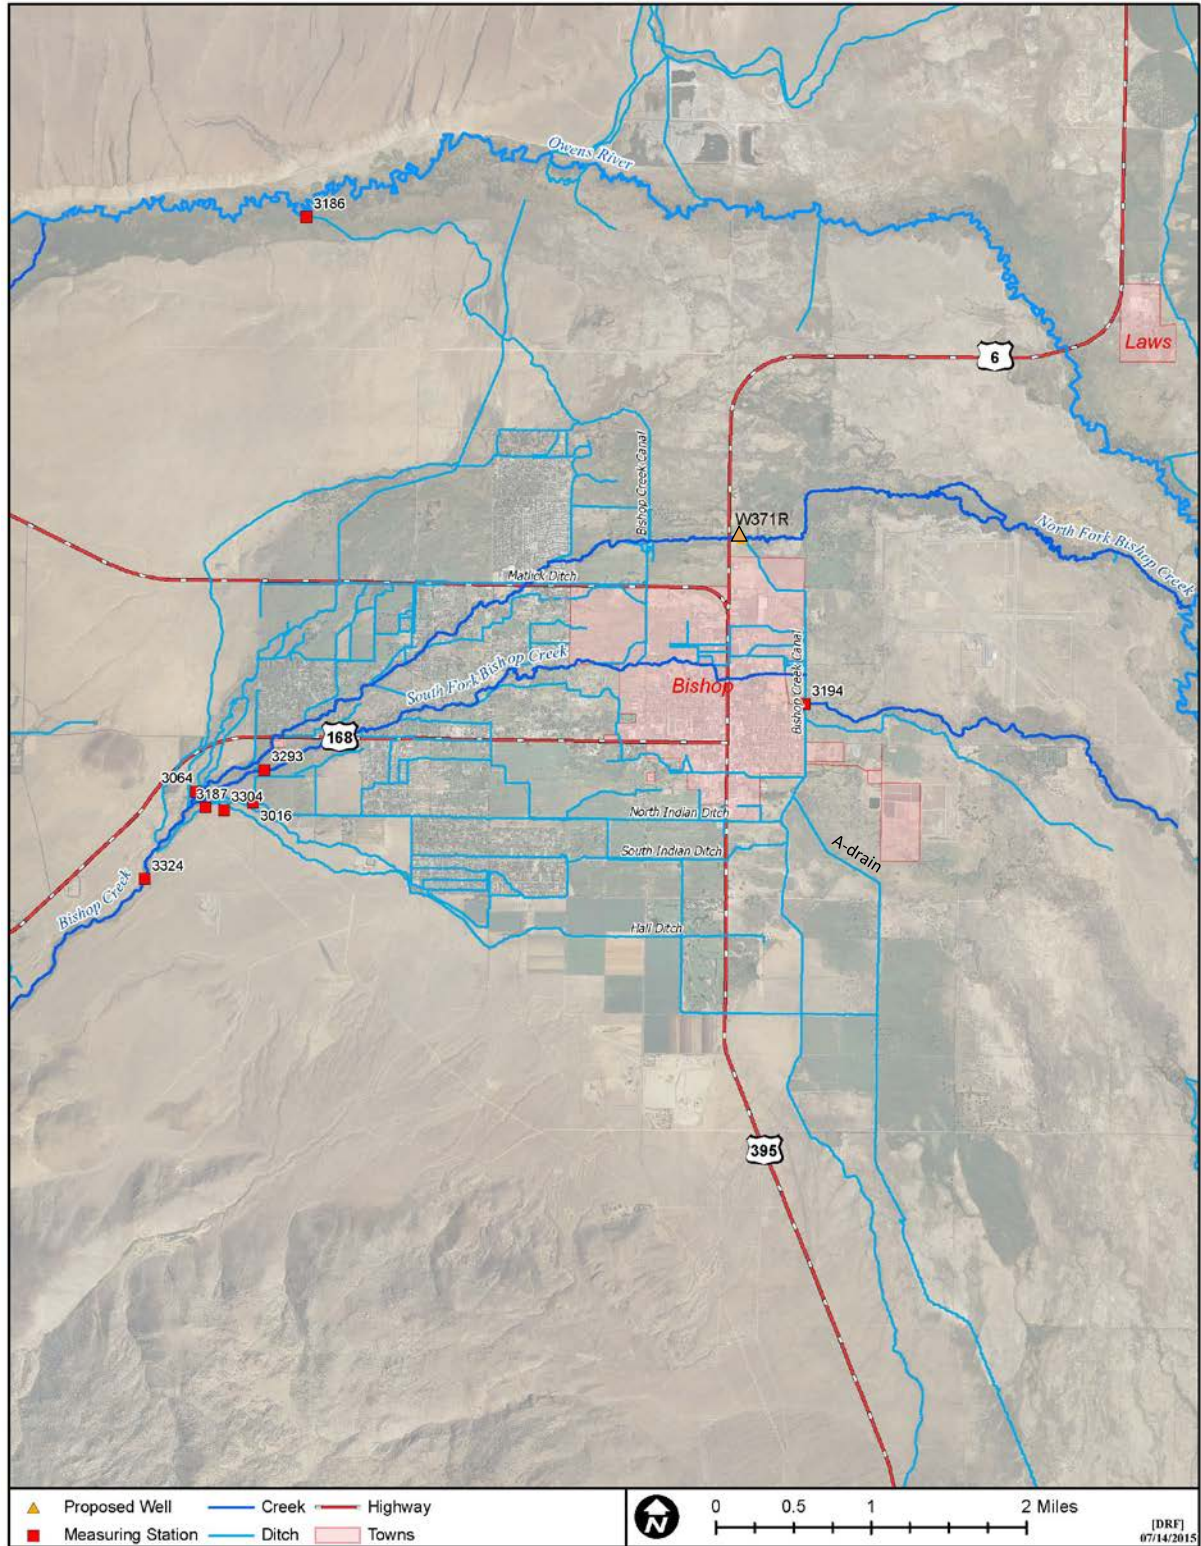 Owens River
3186
Laws
6
Bishop Creek Canal
W371R
North Fork Bishop Creek
Matlick Ditch
South Fork Bishop Creek
Bishop
Bishop Creek Canal
3194
168
3293
3064
3187
3304
3016
North Indian Ditch
A-drain
South Indian Ditch
3324
Bishop Creek
Hall Ditch
395
Proposed Well Creek Highway
Measuring Station Ditch Towns
N
0 0.5 1 2 Miles
[DRF]
07/14/2015